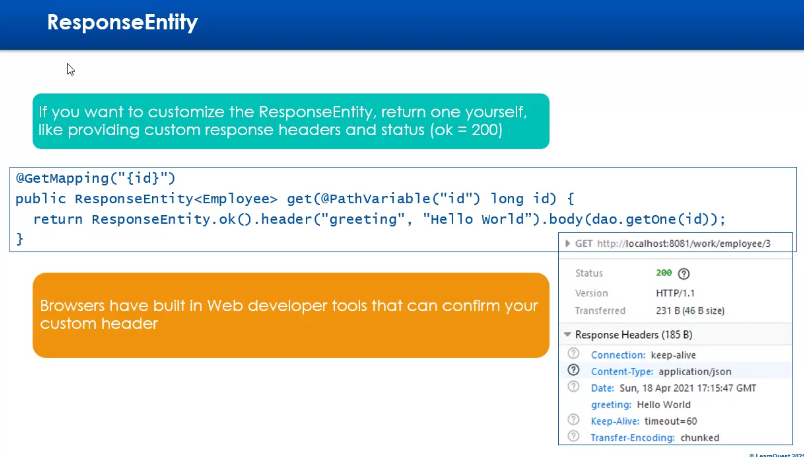 ResponseEntity
If you want to customize the ResponseEntity, return one yourself,
like providing custom response headers and status (ok = 200)
@GetMapping("{id}")
public ResponseEntity<Employee> get(@PathVariable("id") long id) {
return ResponseEntity.ok().header("greeting", "Hello World”).body(dao.getOne(id));
}
GET http://localhost:8081/work/employee/3
Status 200
Version HTTP/1.1
Transferred 231 B (46 B size)
Browsers have built in Web developer tools that can confirm your
custom header
Response Headers (185 B)
Connection: keep-alive
Content-Type: application/json
Date: Sun, 18 Apr 2021 17:15:47 GMT
greeting: Hello World
Keep-Alive: timeout=60
Transfer-Encoding: chunked
© LearnQuest 2021